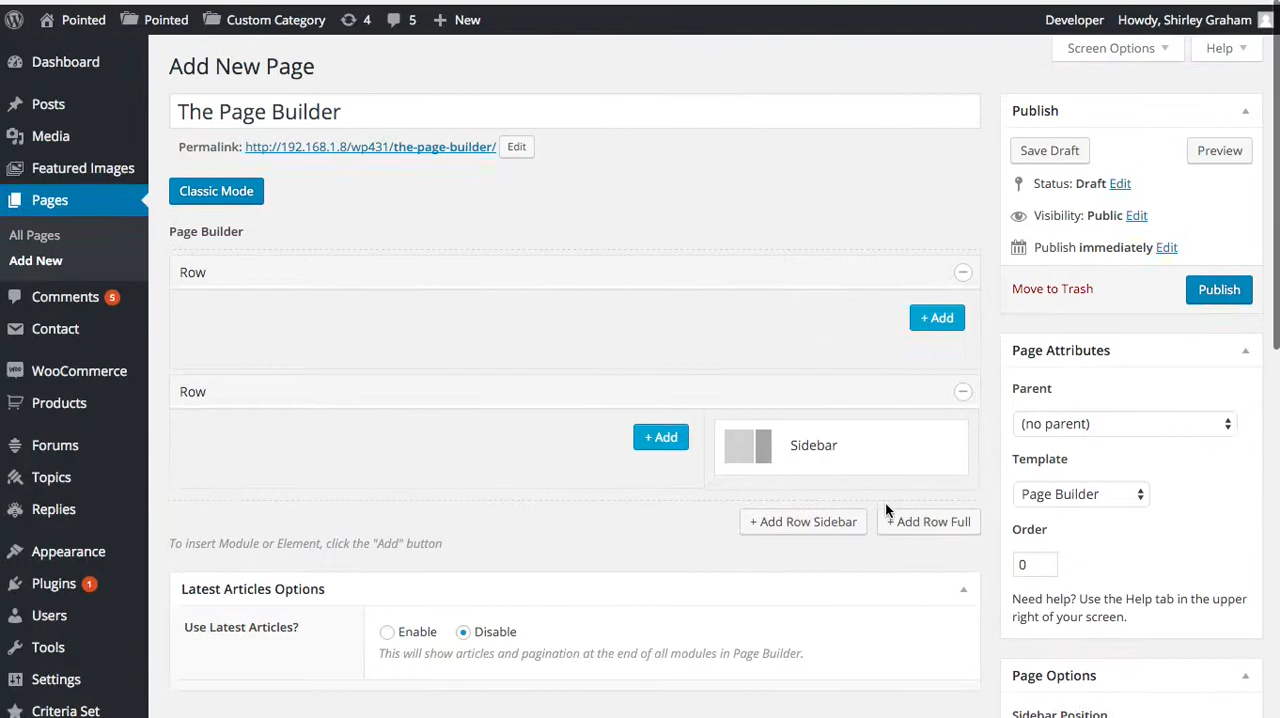 Pointed Pointed Custom Category 4 5 New Developer Howdy, Shirley Graham
Screen Options Help
Dashboard
Posts
Media
Featured Images
Pages
All Pages
Add New
Comments 5
Contact
WooCommerce
Products
Forums
Topics
Replies
Appearance
Plugins 1
Users
Tools
Settings
Criteria Set
Add New Page
The Page Builder
Permalink: http://192.168.1.8/wp431/the-page-builder/ Edit
Classic Mode
Page Builder
Row
+ Add
Row
+ Add
Sidebar
+ Add Row Sidebar + Add Row Full
To insert Module or Element, click the "Add" button
Latest Articles Options
Use Latest Articles? Enable Disable
This will show articles and pagination at the end of all modules in Page Builder.
Publish
Save Draft Preview
Status: Draft Edit
Visibility: Public Edit
Publish immediately Edit
Move to Trash Publish
Page Attributes
Parent
(no parent)
Template
Page Builder
Order
0
Need help? Use the Help tab in the upper
right of your screen.
Page Options
Sidebar Position